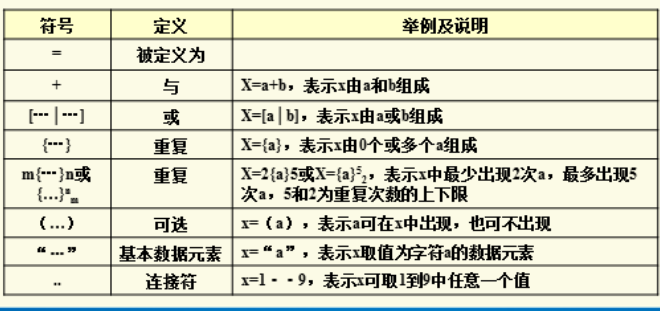 符号 定义 举例及说明
= 被定义为
+ 与 X=a+b，表示x由a和b组成
[┅|┅] 或 X=[a|b]，表示x由a或b组成
{┅} 重复 X={a}，表示x由0个或多个a组成
m{┅}n或{…}ⁿₘ 重复 X=2{a}5或X={a}⁵₂，表示x中最少出现2次a，最多出现5
次a，5和2为重复次数的上下限
（…） 可选 x=（a），表示a可在x中出现，也可不出现
“┅” 基本数据元素 x=“a”，表示x取值为字符a的数据元素
.. 连接符 x=1‐‐9，表示x可取1到9中任意一个值